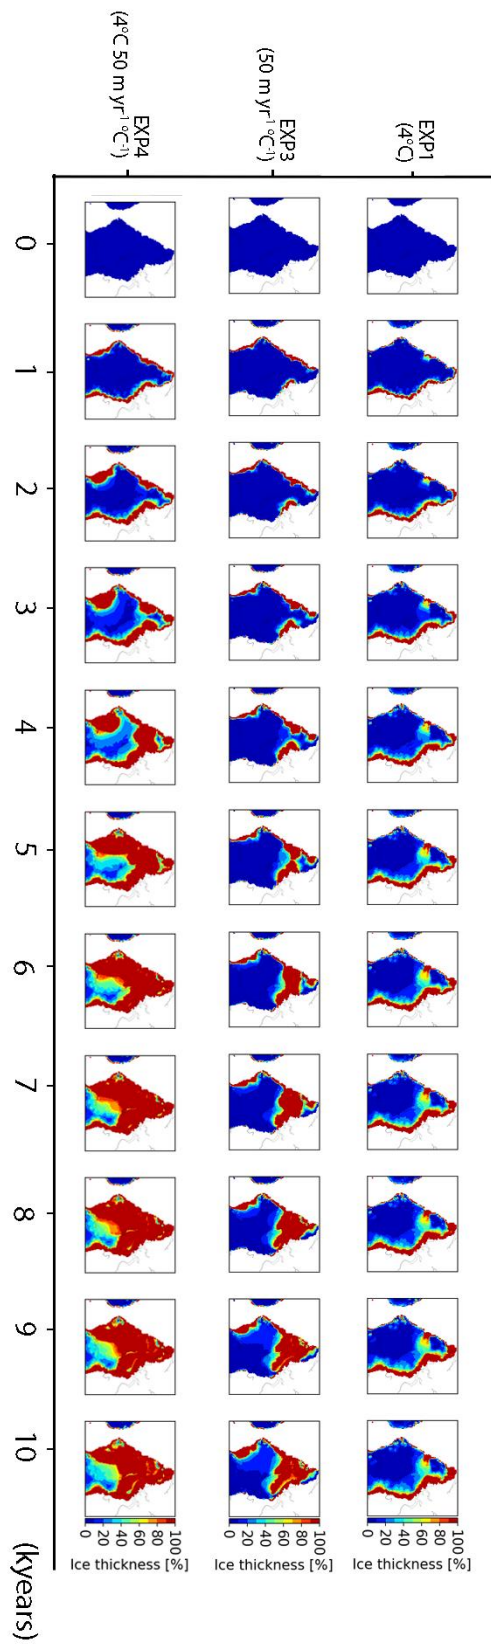 EXP1
(4°C)
0 20 40 60 80 100
Ice thickness [%]
EXP3
(50 m yr⁻¹°C⁻¹)
0 20 40 60 80 100
Ice thickness [%]
EXP4
(4°C 50 m yr⁻¹°C⁻¹)
0 20 40 60 80 100
Ice thickness [%]
0 1 2 3 4 5 6 7 8 9 10 (kyears)